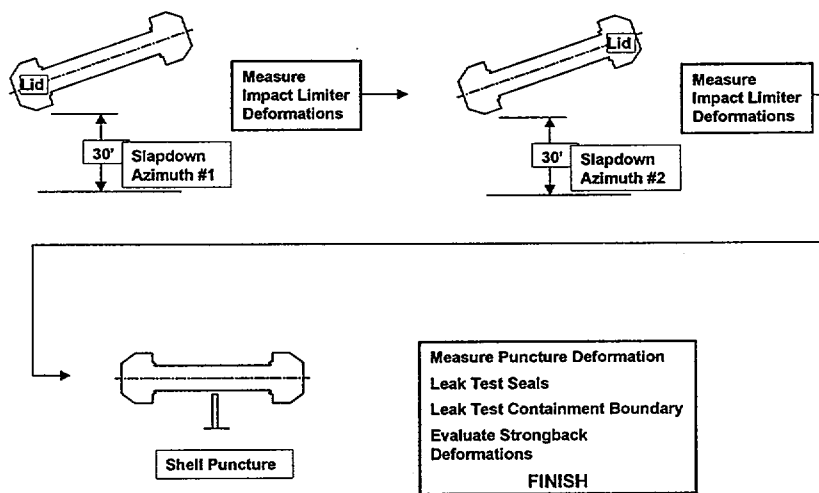 Lid
30'
Slapdown
Azimuth #1
Measure
Impact Limiter
Deformations
Lid
30'
Slapdown
Azimuth #2
Measure
Impact Limiter
Deformations
Shell Puncture
Measure Puncture Deformation
Leak Test Seals
Leak Test Containment Boundary
Evaluate Strongback
Deformations
FINISH